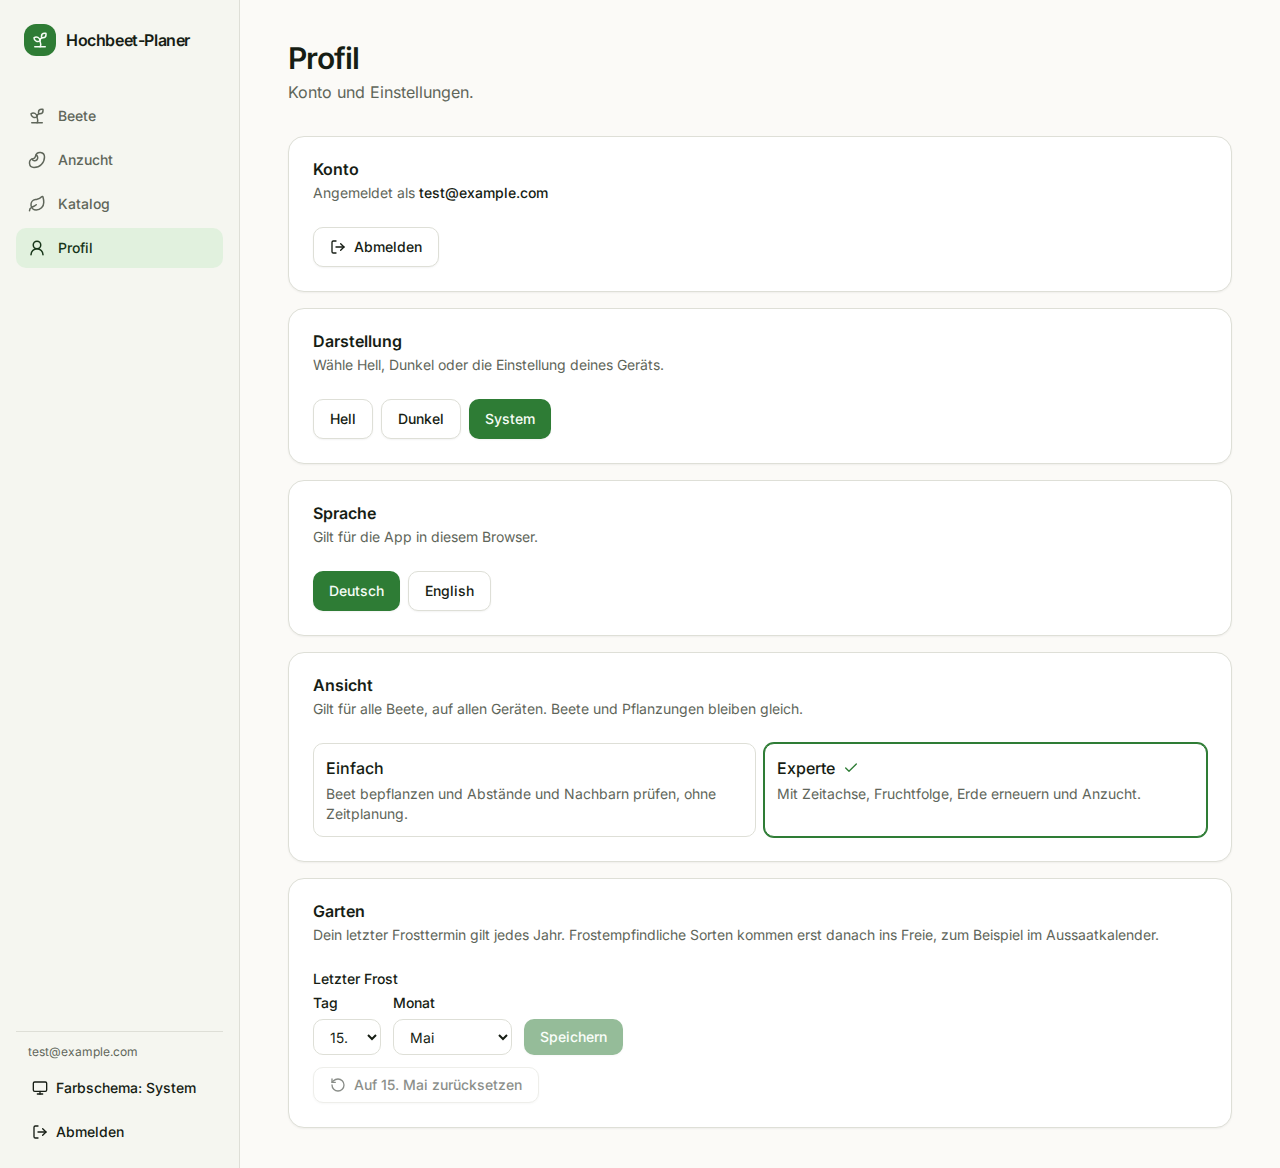 Hochbeet-Planer
Beete
Anzucht
Katalog
Profil
test@example.com
Farbschema: System
Abmelden
Profil
Konto und Einstellungen.
Konto
Angemeldet als test@example.com
Abmelden
Darstellung
Wähle Hell, Dunkel oder die Einstellung deines Geräts.
Hell Dunkel System
Sprache
Gilt für die App in diesem Browser.
Deutsch English
Ansicht
Gilt für alle Beete, auf allen Geräten. Beete und Pflanzungen bleiben gleich.
Einfach
Beet bepflanzen und Abstände und Nachbarn prüfen, ohne
Zeitplanung.
Experte
Mit Zeitachse, Fruchtfolge, Erde erneuern und Anzucht.
Garten
Dein letzter Frosttermin gilt jedes Jahr. Frostempfindliche Sorten kommen erst danach ins Freie, zum Beispiel im Aussaatkalender.
Letzter Frost
Tag Monat
15. Mai Speichern
Auf 15. Mai zurücksetzen